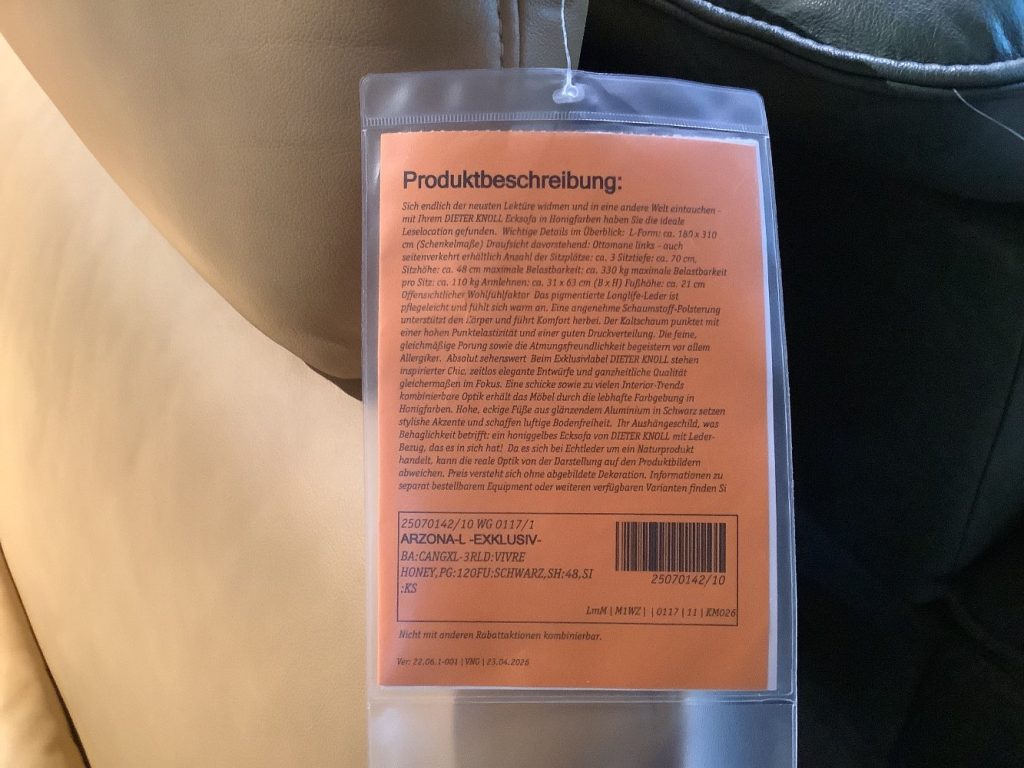 Produktbeschreibung:
Sich endlich der neusten Lektüre widmen und in eine andere Welt eintauchen -
mit Ihrem DIETER KNOLL Ecksofa in Honigfarben haben Sie die ideale
Leselocation gefunden. Wichtige Details im Überblick: L-Form: ca. 180 x 310
cm (Schenkelmaße) Draufsicht davorstehend: Ottomane links - auch
seitenverkehrt erhältlich Anzahl der Sitzplätze: ca. 3 Sitztiefe: ca. 70 cm,
Sitzhöhe: ca. 48 cm maximale Belastbarkeit: ca. 330 kg maximale Belastbarkeit
pro Sitz: ca. 110 kg Armlehnen: ca. 31 x 63 cm (B x H) Fußhöhe: ca. 21 cm
Offensichtlicher Wohlfühlfaktor Das pigmentierte Longlife-Leder ist
pflegeleicht und fühlt sich warm an. Eine angenehme Schaumstoff-Polsterung
unterstützt den Körper und führt Komfort herbei. Der Kaltschaum punktet mit
einer hohen Punktelastizität und einer guten Druckverteilung. Die feine,
gleichmäßige Porung sowie die Atmungsfreundlichkeit begeistern vor allem
Allergiker. Absolut sehenswert Beim Exklusivlabel DIETER KNOLL stehen
inspirierter Chic, zeitlos elegante Entwürfe und ganzheitliche Qualität
gleichermaßen im Fokus. Eine schicke sowie zu vielen Interior-Trends
kombinierbare Optik erhält das Möbel durch die lebhafte Farbgebung in
Honigfarben. Hohe, eckige Füße aus glänzendem Aluminium in Schwarz setzen
stylishe Akzente und schaffen luftige Bodenfreiheit. Ihr Aushängeschild, was
Behaglichkeit betrifft: ein honiggelbes Ecksofa von DIETER KNOLL mit Leder-
Bezug, das es in sich hat! Da es sich bei Echtleder um ein Naturprodukt
handelt, kann die reale Optik von der Darstellung auf den Produktbildern
abweichen. Preis versteht sich ohne abgebildete Dekoration. Informationen zu
separat bestellbarem Equipment oder weiteren verfügbaren Varianten finden Si
25070142/10 WG 0117/1
ARZONA-L -EXKLUSIV-
BA:CANGXL-3RLD:VIVRE
HONEY,PG:120FU:SCHWARZ,SH:48,SI
:KS
25070142/10
LmM | M1WZ | | 0117 | 11 | KM026
Nicht mit anderen Rabattaktionen kombinierbar.
Ver: 22.06.1-001 | VNG | 23.04.2026